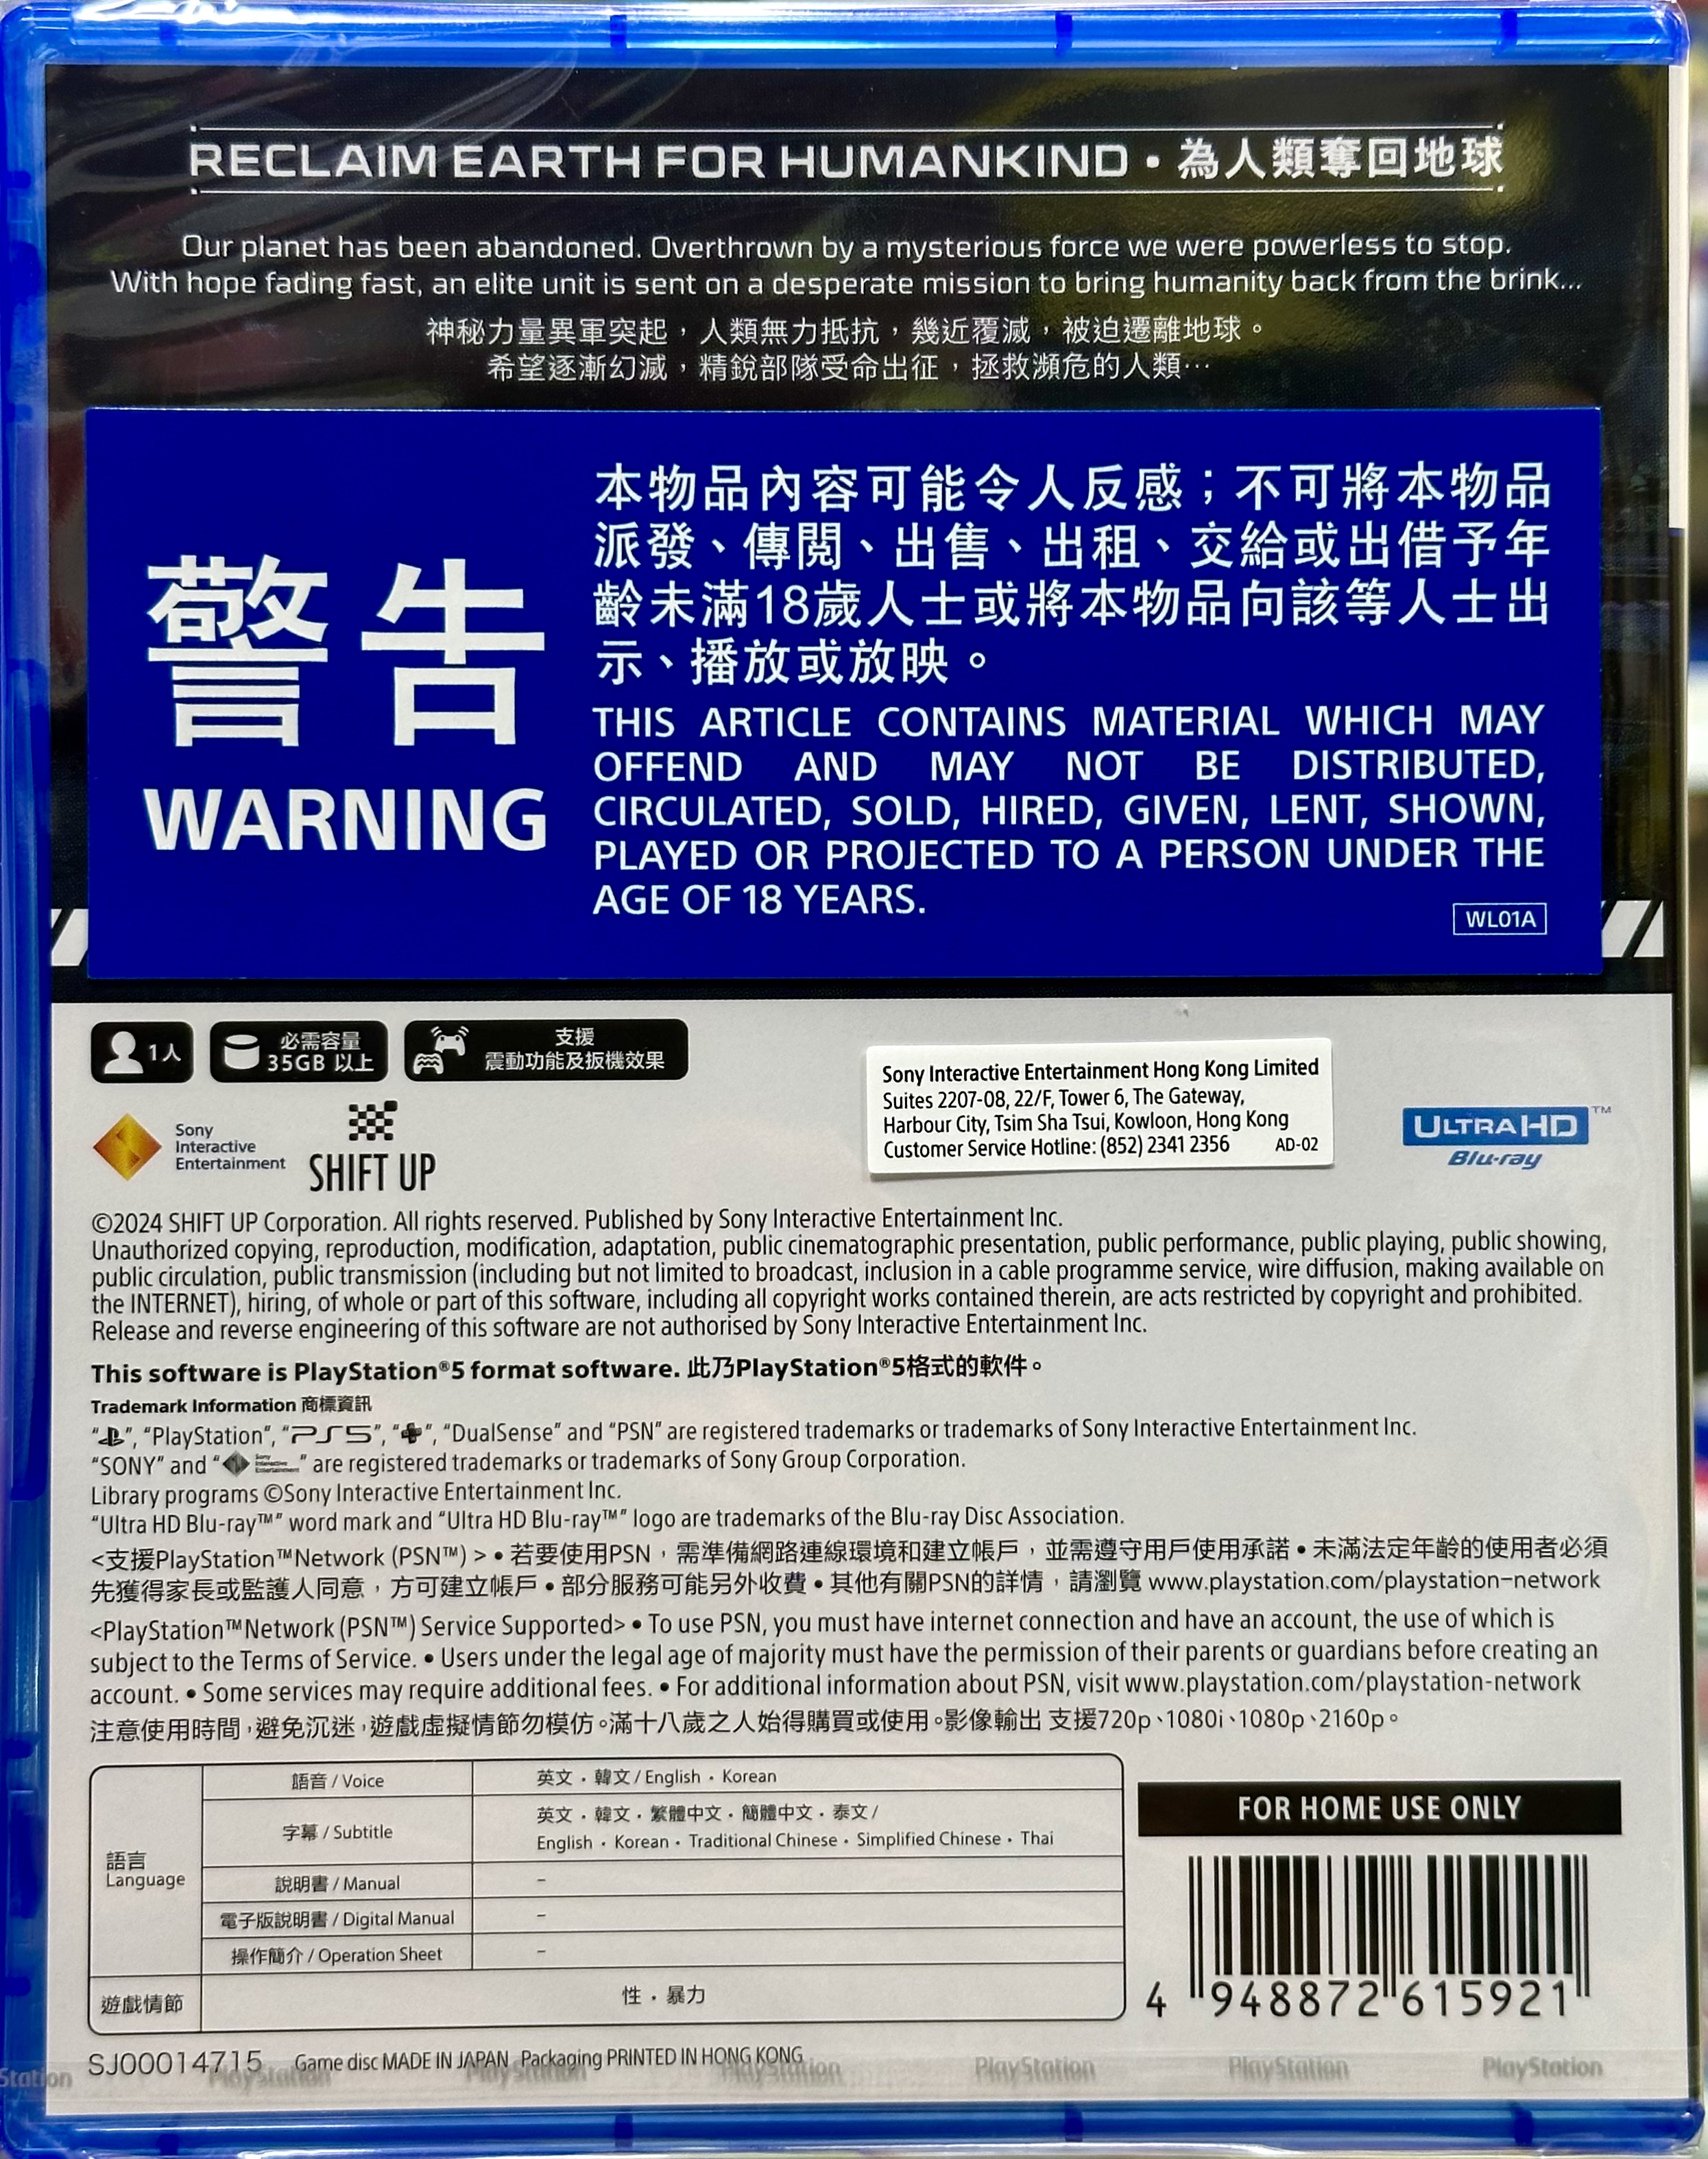 RECLAIM EARTH FOR HUMANKIND • 為人類奪回地球
Our planet has been abandoned. Overthrown by a mysterious force we were powerless to stop.
With hope fading fast, an elite unit is sent on a desperate mission to bring humanity back from the brink...
神秘力量異軍突起，人類無力抵抗，幾近覆滅，被迫遷離地球。
希望逐漸幻滅，精銳部隊受命出征，拯救瀕危的人類…
警告
WARNING
本物品內容可能令人反感；不可將本物品
派發、傳閱、出售、出租、交給或出借予年
齡未滿18歲人士或將本物品向該等人士出
示、播放或放映。
THIS ARTICLE CONTAINS MATERIAL WHICH MAY
OFFEND AND MAY NOT BE DISTRIBUTED,
CIRCULATED, SOLD, HIRED, GIVEN, LENT, SHOWN,
PLAYED OR PROJECTED TO A PERSON UNDER THE
AGE OF 18 YEARS.
WL01A
1人
必需容量
35GB 以上
支援
震動功能及扳機效果
Sony
Interactive
Entertainment
SHIFT UP
Sony Interactive Entertainment Hong Kong Limited
Suites 2207-08, 22/F, Tower 6, The Gateway,
Harbour City, Tsim Sha Tsui, Kowloon, Hong Kong
Customer Service Hotline: (852) 2341 2356 AD-02
ULTRA HD™
Blu-ray
©2024 SHIFT UP Corporation. All rights reserved. Published by Sony Interactive Entertainment Inc.
Unauthorized copying, reproduction, modification, adaptation, public cinematographic presentation, public performance, public playing, public showing,
public circulation, public transmission (including but not limited to broadcast, inclusion in a cable programme service, wire diffusion, making available on
the INTERNET), hiring, of whole or part of this software, including all copyright works contained therein, are acts restricted by copyright and prohibited.
Release and reverse engineering of this software are not authorised by Sony Interactive Entertainment Inc.
This software is PlayStation®5 format software. 此乃PlayStation®5格式的軟件。
Trademark Information 商標資訊
“ ”, “PlayStation”, “PS5”, “ ”, “DualSense” and “PSN” are registered trademarks or trademarks of Sony Interactive Entertainment Inc.
“SONY” and “ Sony Interactive Entertainment ” are registered trademarks or trademarks of Sony Group Corporation.
Library programs ©Sony Interactive Entertainment Inc.
“Ultra HD Blu-ray™” word mark and “Ultra HD Blu-ray™” logo are trademarks of the Blu-ray Disc Association.
<支援PlayStation™Network (PSN™) > • 若要使用PSN，需準備網路連線環境和建立帳戶，並需遵守用戶使用承諾 • 未滿法定年齡的使用者必須
先獲得家長或監護人同意，方可建立帳戶 • 部分服務可能另外收費 • 其他有關PSN的詳情，請瀏覽 www.playstation.com/playstation-network
<PlayStation™Network (PSN™) Service Supported> • To use PSN, you must have internet connection and have an account, the use of which is
subject to the Terms of Service. • Users under the legal age of majority must have the permission of their parents or guardians before creating an
account. • Some services may require additional fees. • For additional information about PSN, visit www.playstation.com/playstation-network
注意使用時間，避免沉迷，遊戲虛擬情節勿模仿。滿十八歲之人始得購買或使用。影像輸出 支援720p、1080i、1080p、2160p。
語言
Language
語音 / Voice
英文・韓文 / English・Korean
字幕 / Subtitle
英文・韓文・繁體中文・簡體中文・泰文 /
English・Korean・Traditional Chinese・Simplified Chinese・Thai
說明書 / Manual
–
電子版說明書 / Digital Manual
–
操作簡介 / Operation Sheet
–
遊戲情節
性・暴力
FOR HOME USE ONLY
4 948872 615921
SJ00014715 Game disc MADE IN JAPAN Packaging PRINTED IN HONG KONG
Station PlayStation PlayStation PlayStation PlayStation PlayStation PlayStation